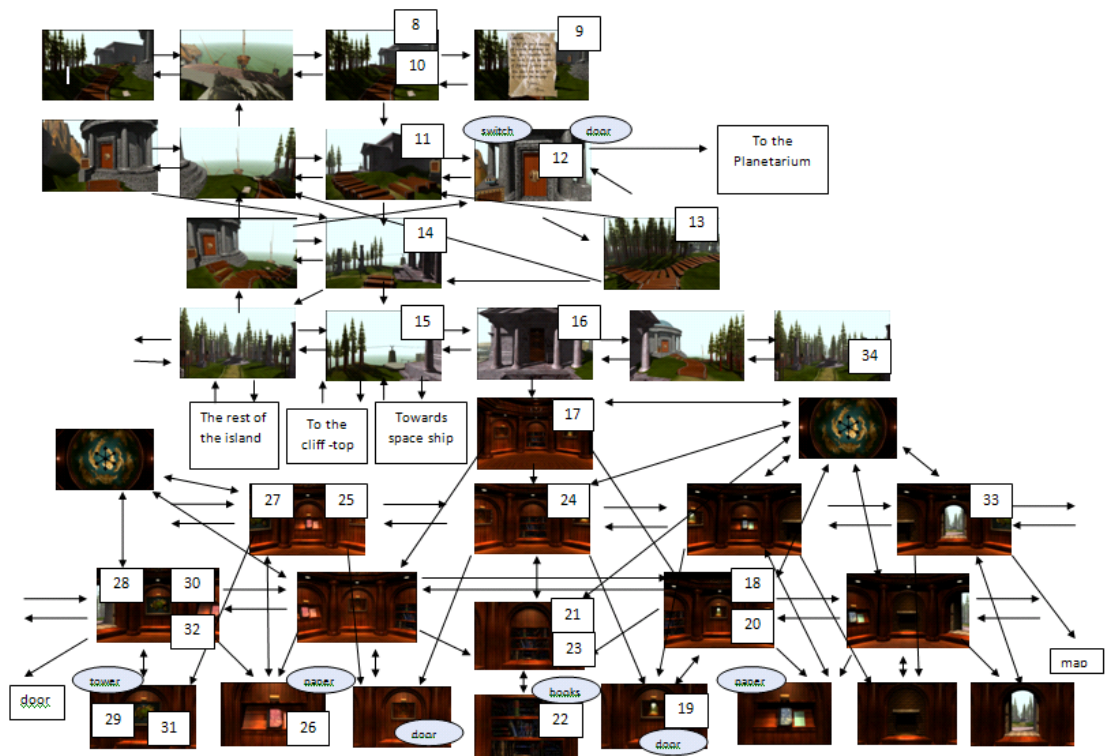 8
9
10
switch
door
11
12
To the
Planetarium
13
14
15
16
34
The rest of
the island
To the
cliff -top
Towards
space ship
17
27
25
24
33
28
30
18
32
21
20
23
door
tower
paper
books
paper
map
29
31
26
door
22
19
door